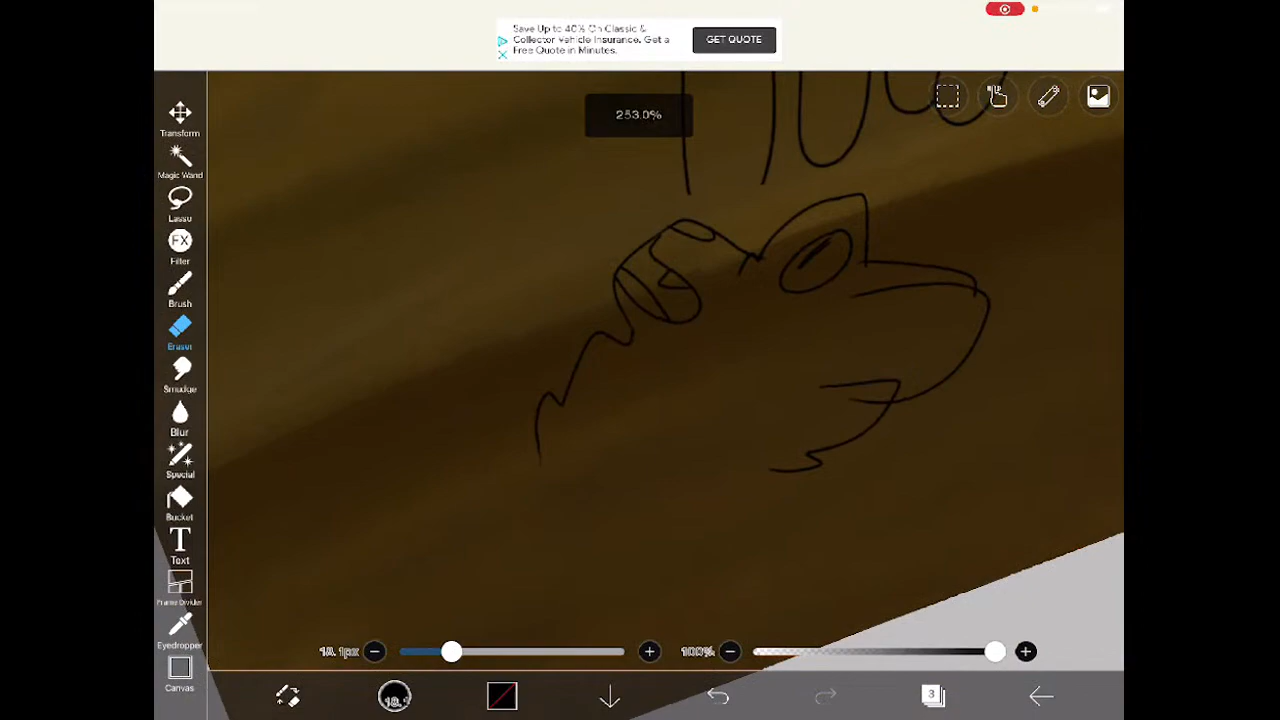 Save Up to 40% On Classic &
Collector Vehicle Insurance. Get a
Free Quote in Minutes.
GET QUOTE
253.0%
Transform
Magic Wand
Lasso
FX
Filter
Brush
Eraser
Smudge
Blur
Special
Bucket
T
Text
Frame Divider
Eyedropper
Canvas
100%
3